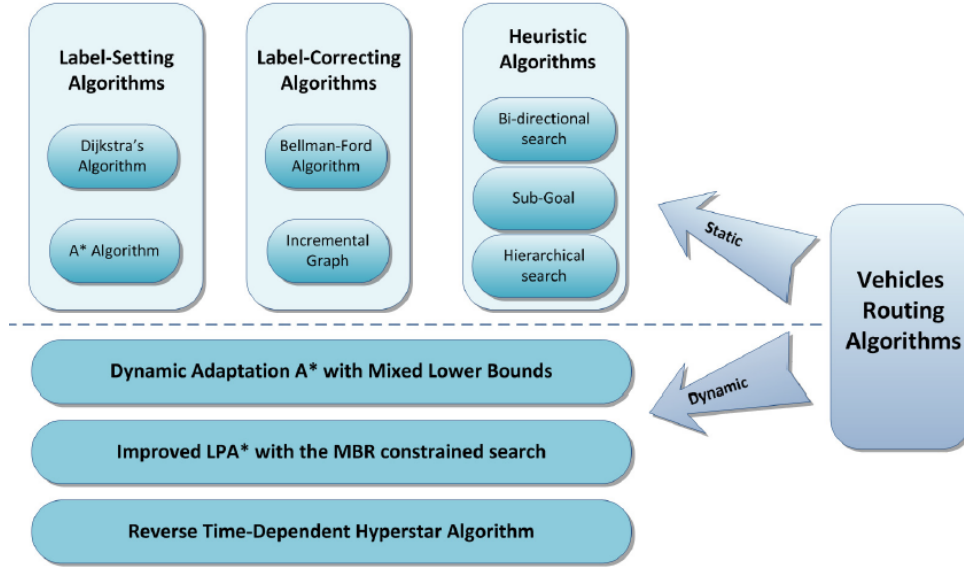 Label-Setting
Algorithms
Dijkstra's
Algorithm
A* Algorithm
Label-Correcting
Algorithms
Bellman-Ford
Algorithm
Incremental
Graph
Heuristic
Algorithms
Bi-directional
search
Sub-Goal
Hierarchical
search
Static
Vehicles
Routing
Algorithms
Dynamic
Dynamic Adaptation A* with Mixed Lower Bounds
Improved LPA* with the MBR constrained search
Reverse Time-Dependent Hyperstar Algorithm